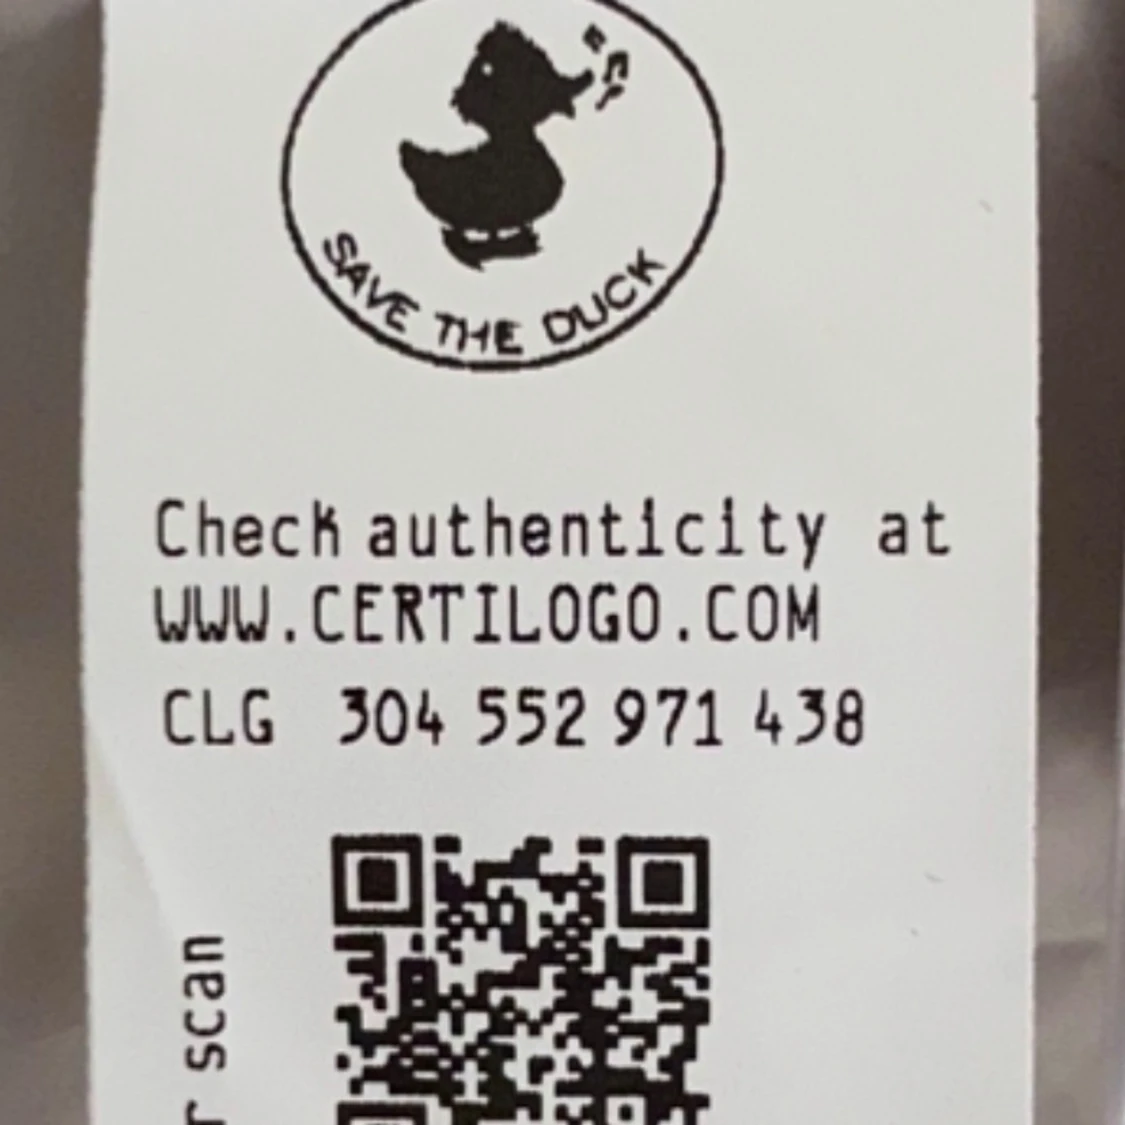 SAVE THE DUCK
Check authenticity at
WWW.CERTILOGO.COM
CLG 304 552 971 438
scan